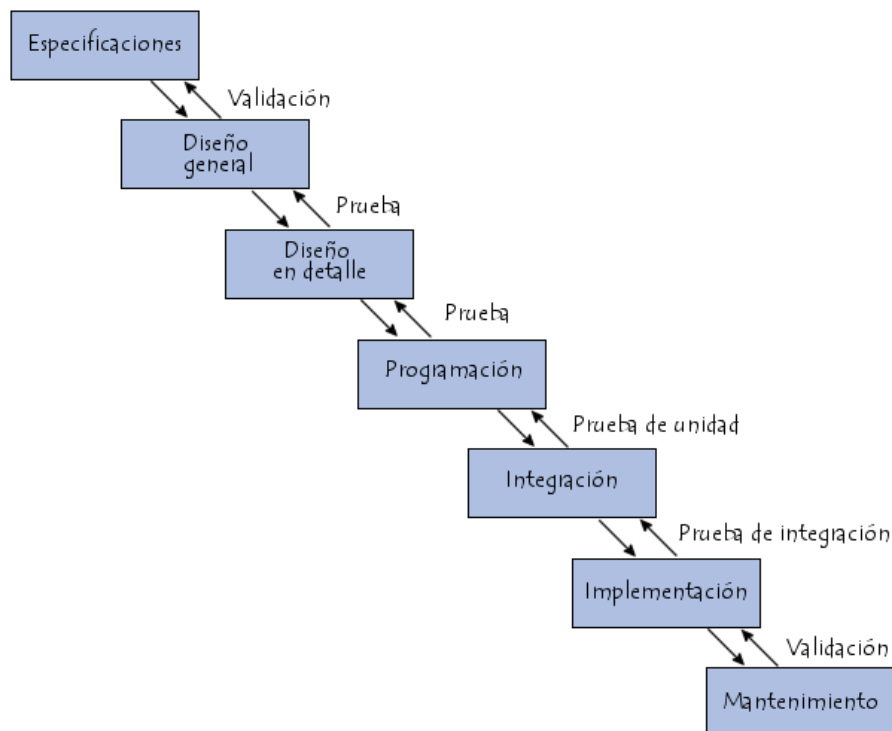 Especificaciones
Validación
Diseño
general
Prueba
Diseño
en detalle
Prueba
Programación
Prueba de unidad
Integración
Prueba de integración
Implementación
Validación
Mantenimiento